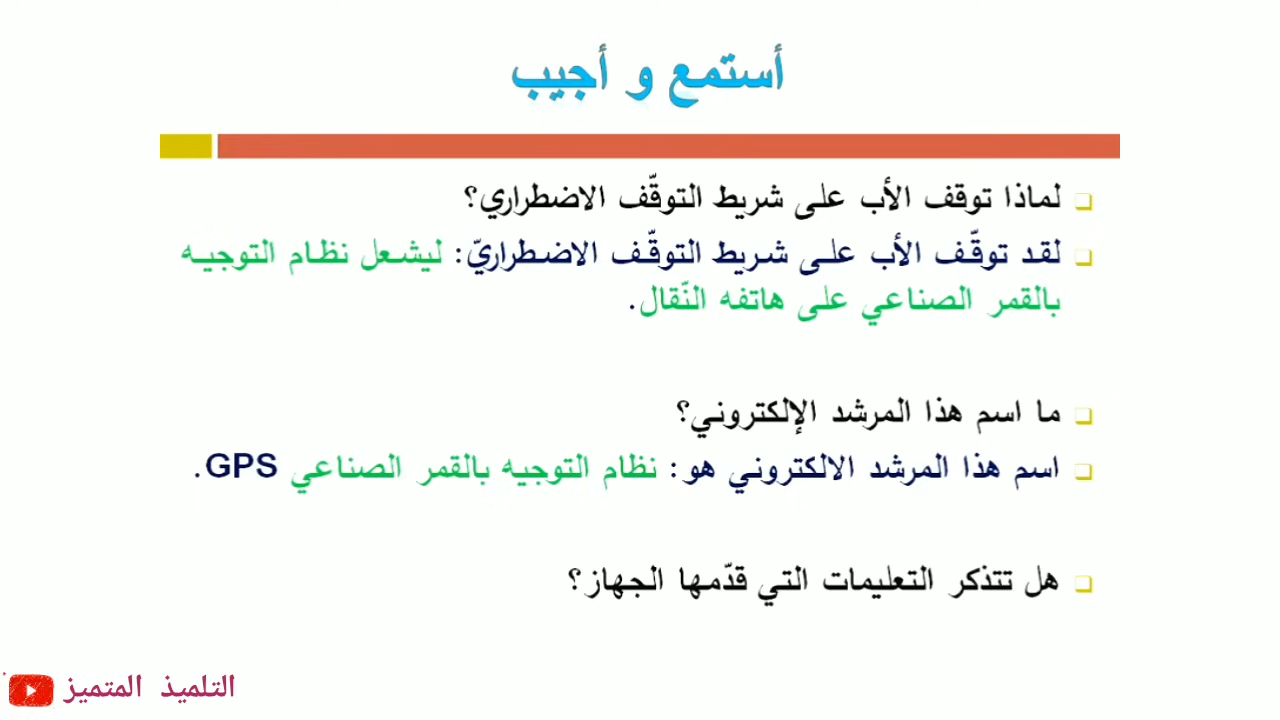 أستمع و أجيب
لماذا توقف الأب على شريط التوقّف الاضطراري؟
لقد توقّف الأب على شريط التوقّف الاضطراريّ: ليشعل نظام التوجيه
بالقمر الصناعي على هاتفه النّقال.
ما اسم هذا المرشد الإلكتروني؟
اسم هذا المرشد الالكتروني هو: نظام التوجيه بالقمر الصناعي GPS.
هل تتذكر التعليمات التي قدّمها الجهاز؟
التلميذ المتميز